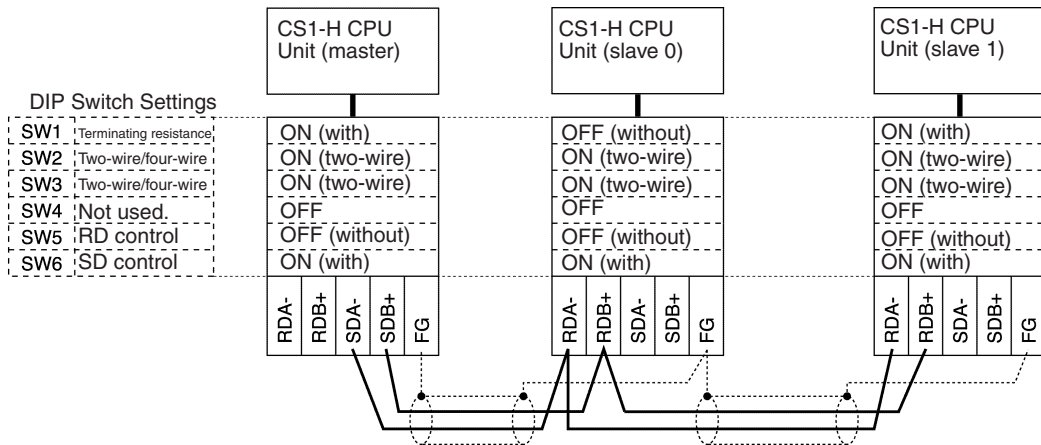 CS1-H CPU
Unit (master)
CS1-H CPU
Unit (slave 0)
CS1-H CPU
Unit (slave 1)
DIP Switch Settings
SW1 Terminating resistance ON (with) OFF (without) ON (with)
SW2 Two-wire/four-wire ON (two-wire) ON (two-wire) ON (two-wire)
SW3 Two-wire/four-wire ON (two-wire) ON (two-wire) ON (two-wire)
SW4 Not used. OFF OFF OFF
SW5 RD control OFF (without) OFF (without) OFF (without)
SW6 SD control ON (with) ON (with) ON (with)
RDA- RDB+ SDA- SDB+ FG
RDA- RDB+ SDA- SDB+ FG
RDA- RDB+ SDA- SDB+ FG